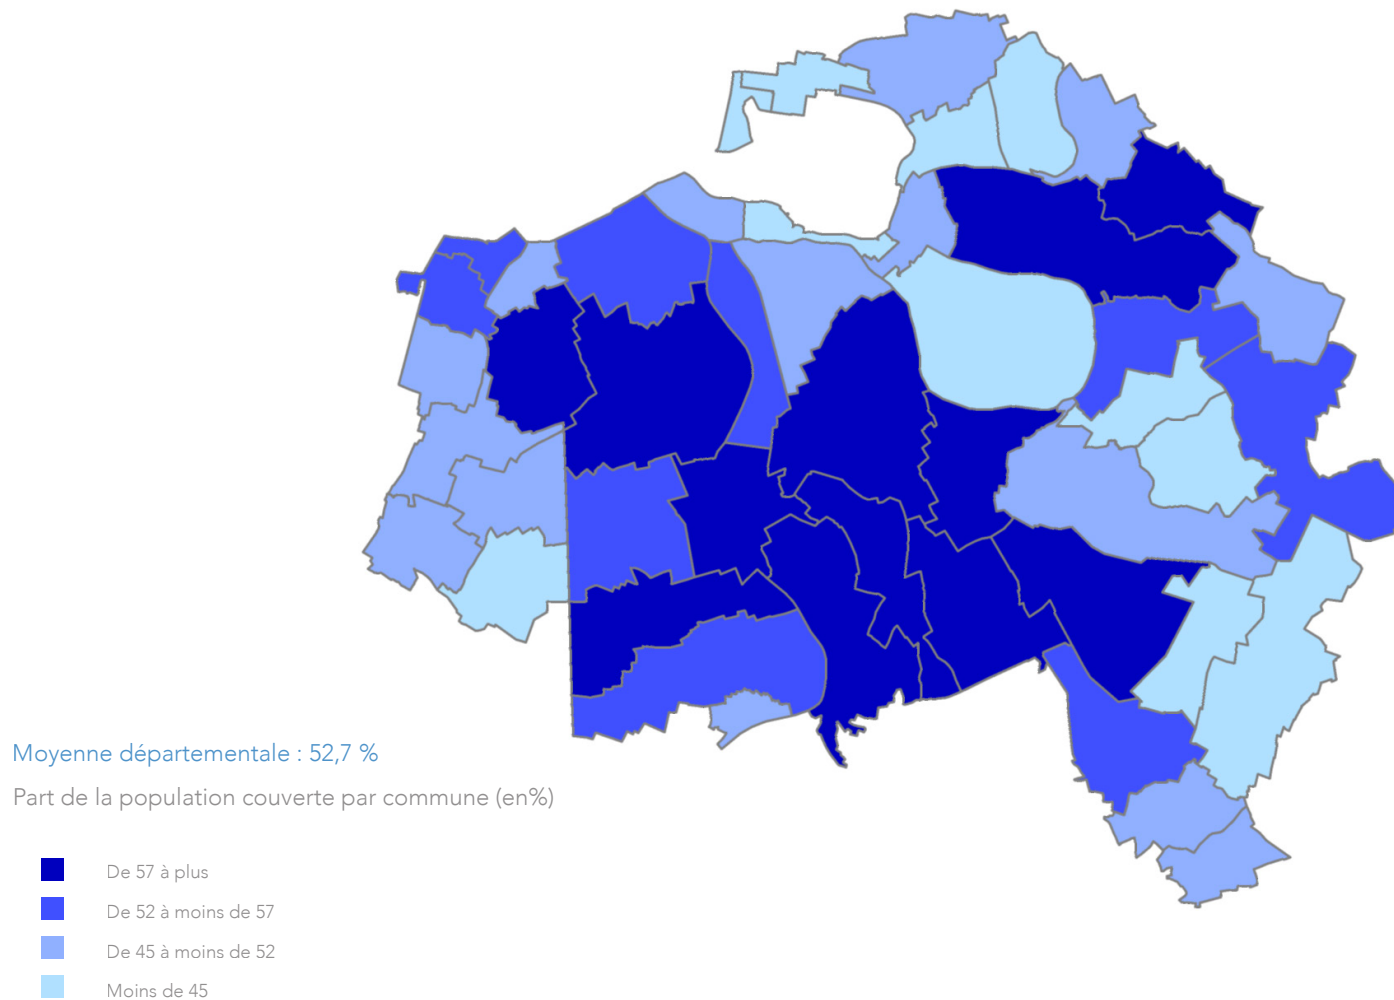 Moyenne départementale : 52,7 %
Part de la population couverte par commune (en%)
De 57 à plus
De 52 à moins de 57
De 45 à moins de 52
Moins de 45